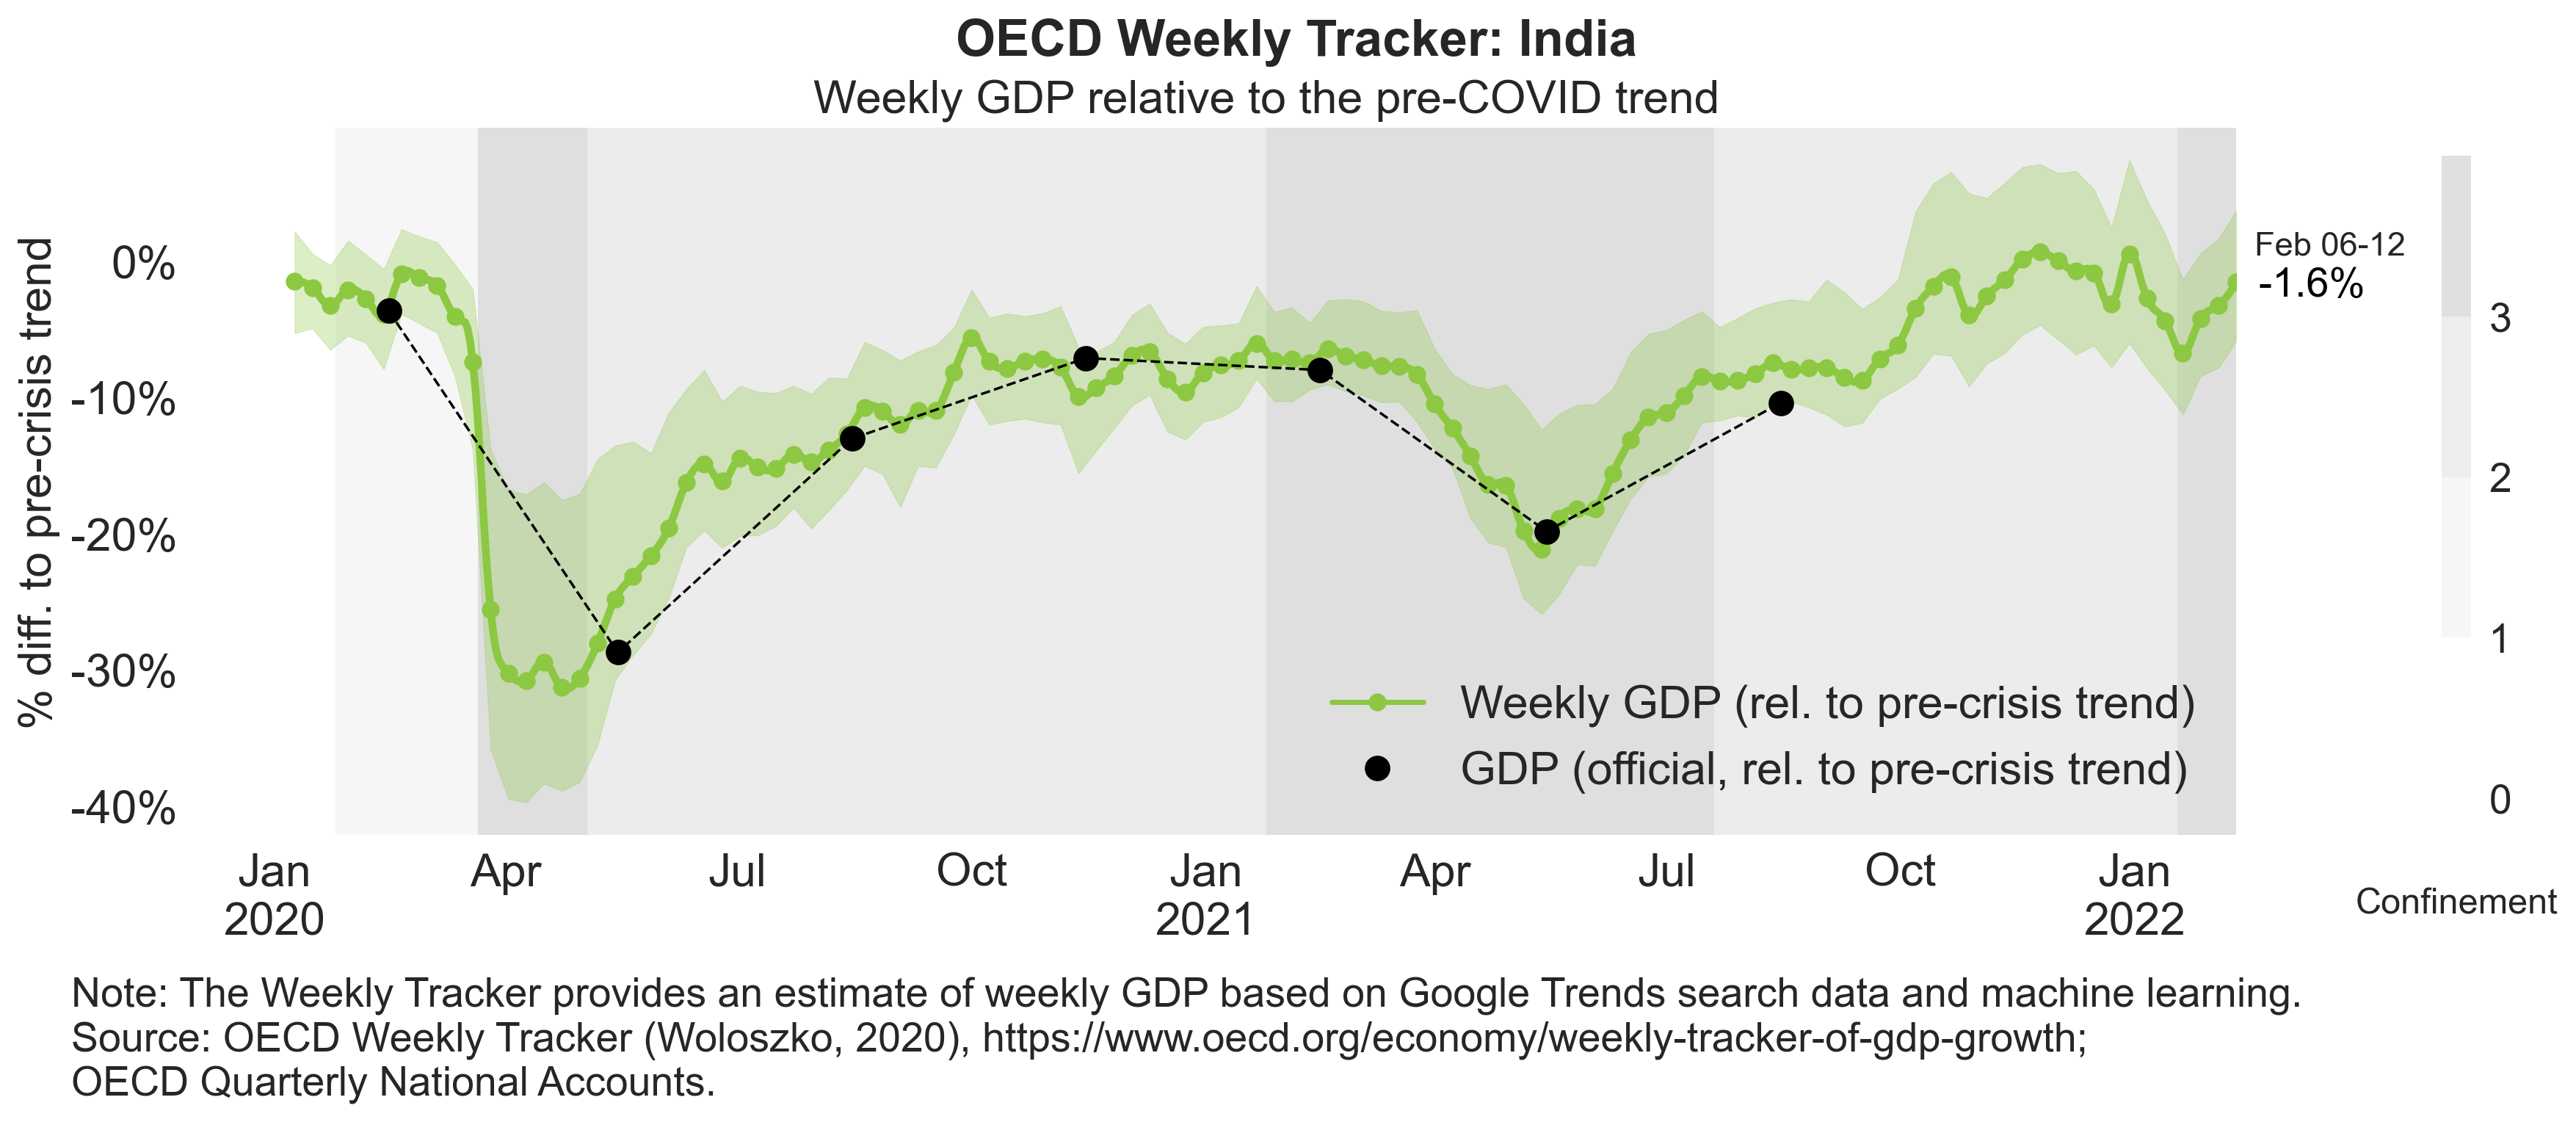 OECD Weekly Tracker: India
Weekly GDP relative to the pre-COVID trend
% diff. to pre-crisis trend
0%
-10%
-20%
-30%
-40%
Feb 06-12
-1.6%
Weekly GDP (rel. to pre-crisis trend)
GDP (official, rel. to pre-crisis trend)
3
2
1
0
Confinement
Jan Apr Jul Oct Jan Apr Jul Oct Jan
2020 2021 2022
Note: The Weekly Tracker provides an estimate of weekly GDP based on Google Trends search data and machine learning.
Source: OECD Weekly Tracker (Woloszko, 2020), https://www.oecd.org/economy/weekly-tracker-of-gdp-growth;
OECD Quarterly National Accounts.